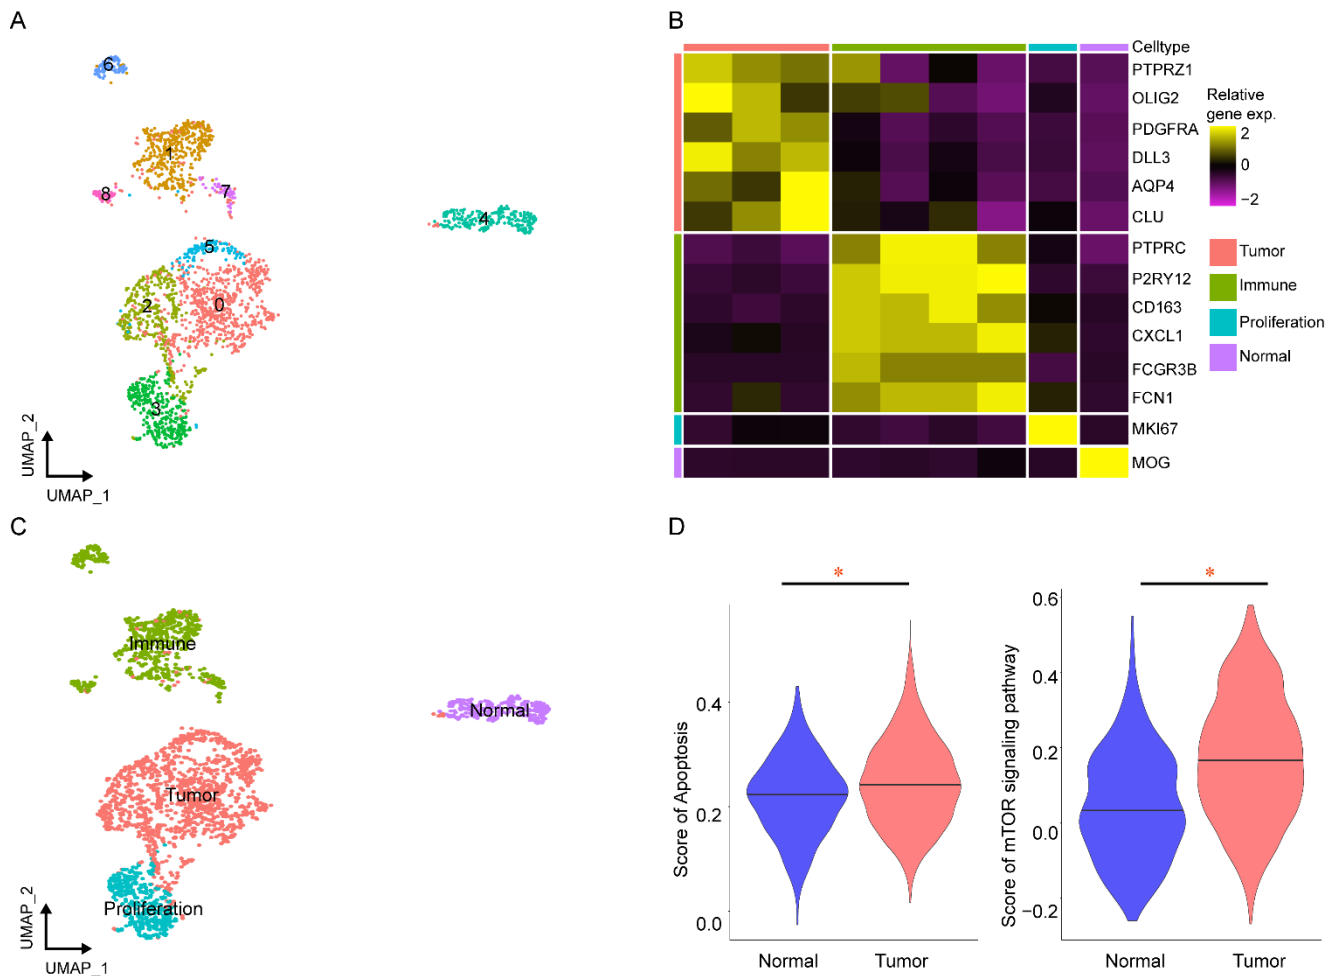 A
6
1
8
7
4
5
2
0
3
UMAP_2
UMAP_1
B
Celltype
PTPRZ1
OLIG2
PDGFRA
DLL3
AQP4
CLU
PTPRC
P2RY12
CD163
CXCL1
FCGR3B
FCN1
MKI67
MOG
Relative
gene exp.
2
0
−2
Tumor
Immune
Proliferation
Normal
C
Immune
Normal
Tumor
Proliferation
UMAP_2
UMAP_1
D
*
Score of Apoptosis
0.4
0.2
0.0
Normal
Tumor
*
Score of mTOR signaling pathway
0.6
0.4
0.2
0.0
−0.2
Normal
Tumor